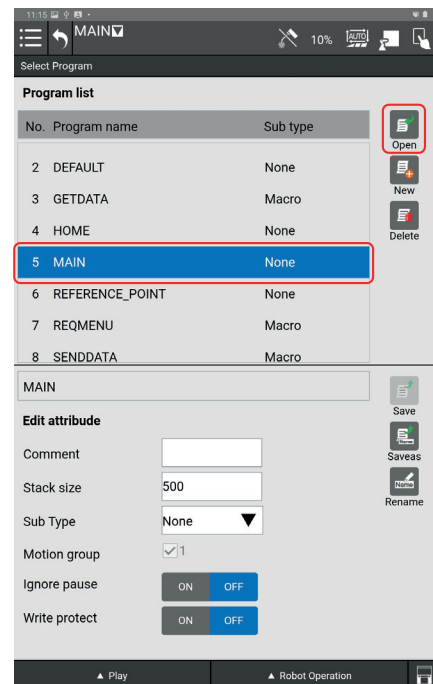 11:15
MAIN
10% AUTO
Select Program
Program list
No. Program name Sub type
Open
2 DEFAULT None
New
3 GETDATA Macro
Delete
4 HOME None
5 MAIN None
6 REFERENCE_POINT None
7 REQMENU Macro
8 SENDDATA Macro
MAIN
Save
Edit attribude
Saveas
Comment
Name
Rename
Stack size 500
Sub Type None ▼
Motion group 1
Ignore pause ON OFF
Write protect ON OFF
▲ Play ▲ Robot Operation